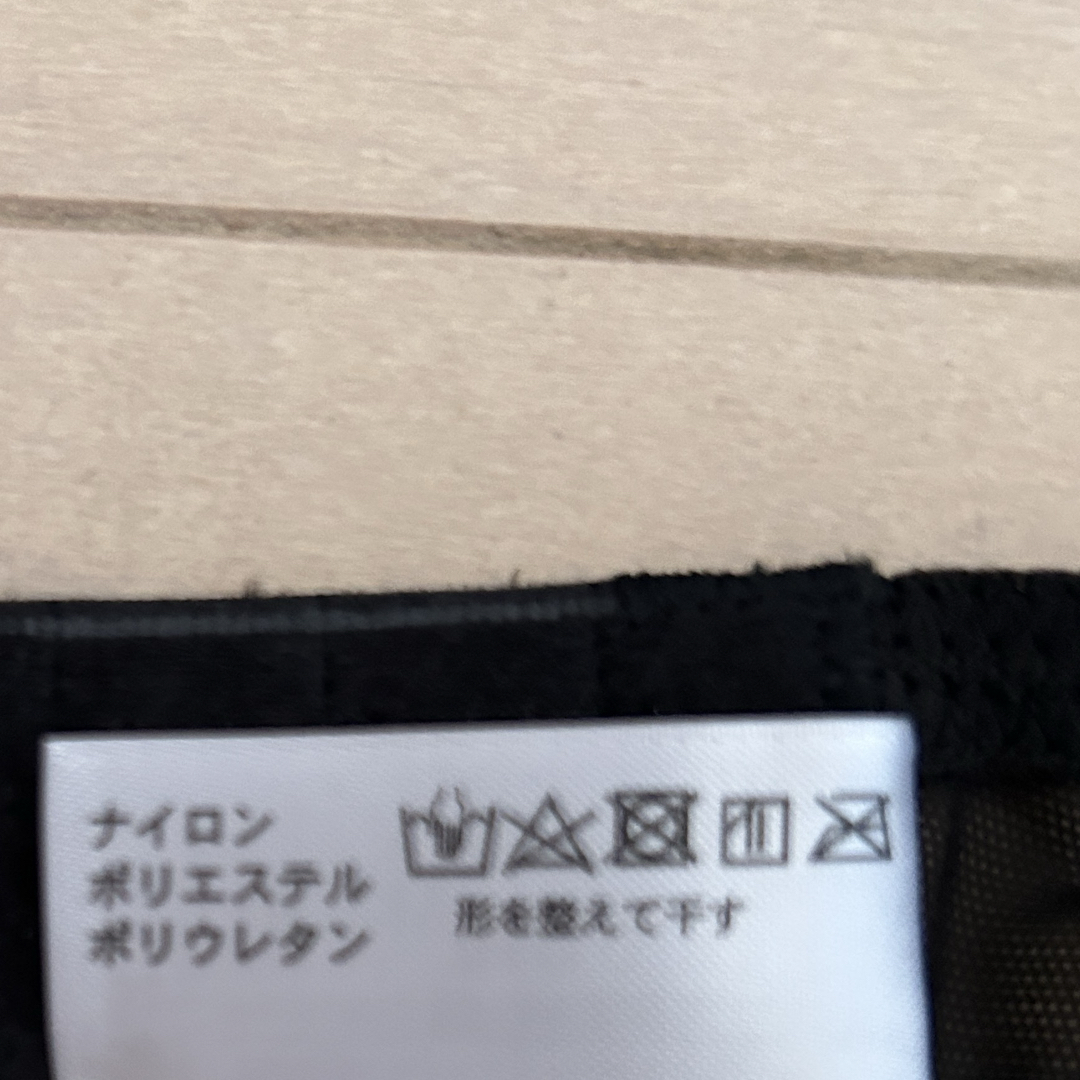 ナイロン
ポリエステル
ポリウレタン
形を整えて干す